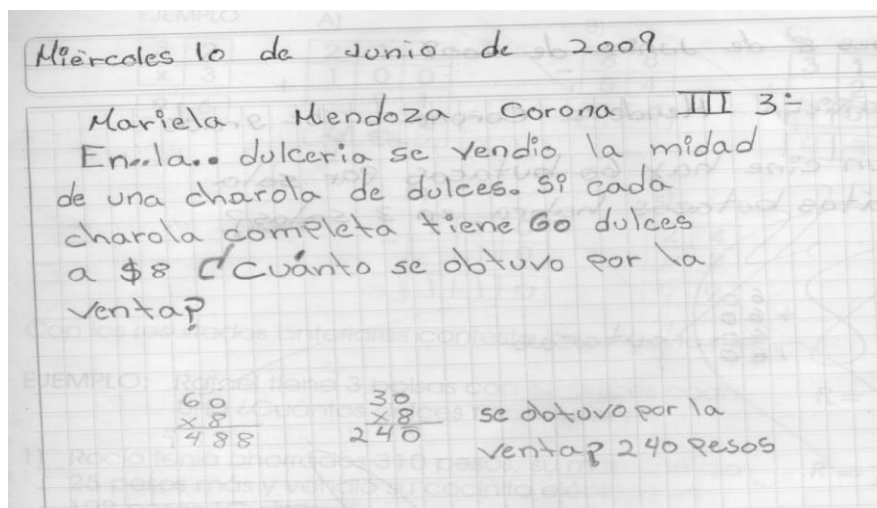 Miércoles 10 de Junio de 2009
Mariela Mendoza Corona III 3:-
En..la.. dulceria se vendio la midad
de una charola de dulces. Si cada
charola completa tiene 60 dulces
a $8 ¿Cuánto se obtuvo por la
venta?
60 30
x8 x8 se obtuvo por la
488 240 venta? 240 pesos